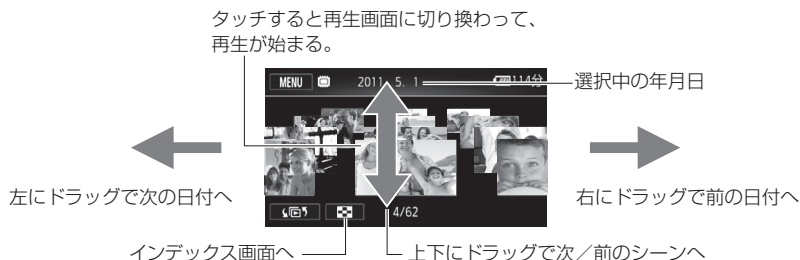 タッチすると再生画面に切り換わって、
再生が始まる。
MENU
2011. 5. 1
114分
選択中の年月日
左にドラッグで次の日付へ
右にドラッグで前の日付へ
4/62
インデックス画面へ
上下にドラッグで次／前のシーンへ